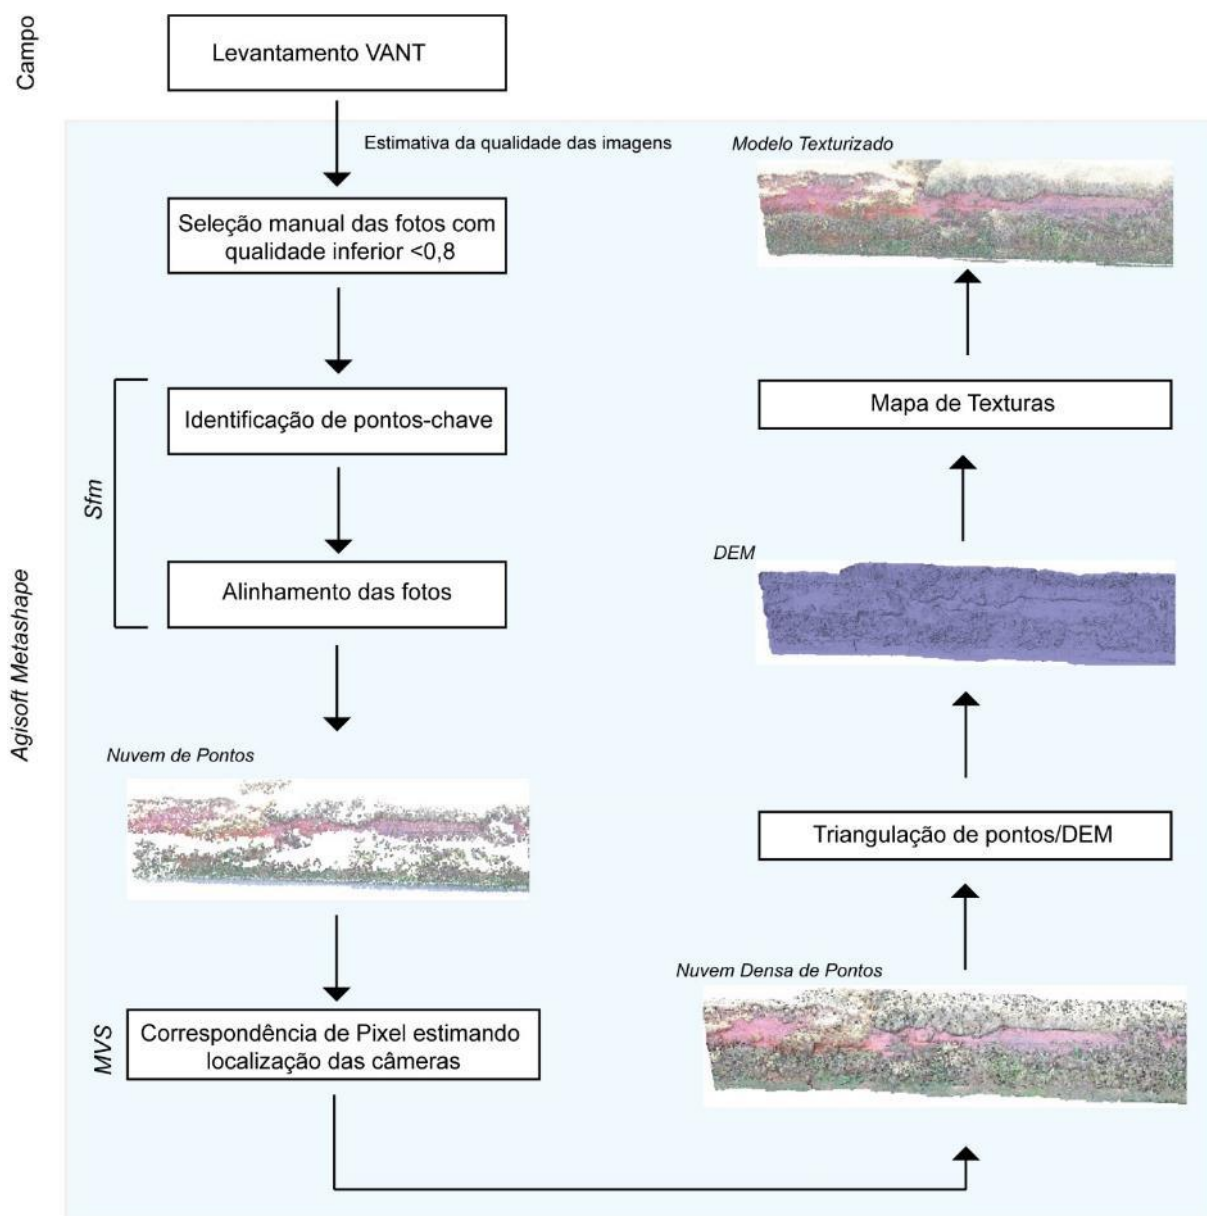 Campo
Levantamento VANT
Estimativa da qualidade das imagens
Seleção manual das fotos com
qualidade inferior <0,8
Sfm
Identificação de pontos-chave
Alinhamento das fotos
Agisoft Metashape
Nuvem de Pontos
MVS
Correspondência de Pixel estimando
localização das câmeras
Nuvem Densa de Pontos
Triangulação de pontos/DEM
DEM
Mapa de Texturas
Modelo Texturizado